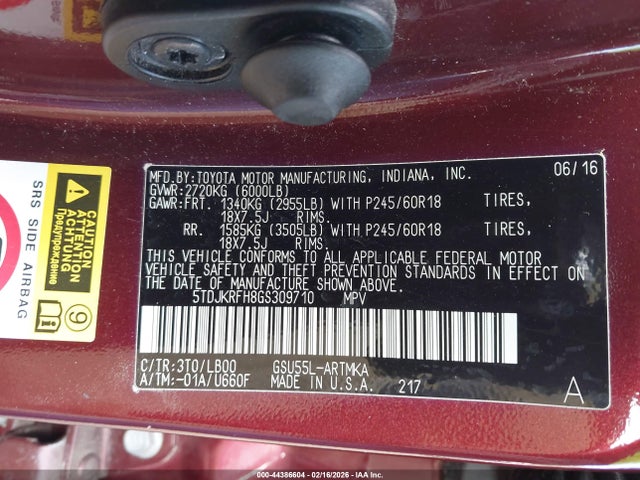 MFD.BY:TOYOTA MOTOR MANUFACTURING, INDIANA, INC. 06/16
GVWR:2720KG (6000LB)
GAWR:FRT. 1340KG (2955LB) WITH P245/60R18 TIRES,
18X7.5J RIMS.
RR. 1585KG (3505LB) WITH P245/60R18 TIRES,
18X7.5J RIMS.
THIS VEHICLE CONFORMS TO ALL APPLICABLE FEDERAL MOTOR
VEHICLE SAFETY AND THEFT PREVENTION STANDARDS IN EFFECT ON
THE DATE OF MANUFACTURE SHOWN ABOVE.
5TDJKRFH8GS309710 MPV
C/TR:3T0/LB00 GSU55L-ARTMKA
A/TM:-01A/U660F MADE IN U.S.A. 217 A
SRS SIDE AIRBAG
CAUTION
ATTENTION
ACHTUNG
Предупреждение
9
000-44386604 - 02/16/2026 - IAA, Inc.